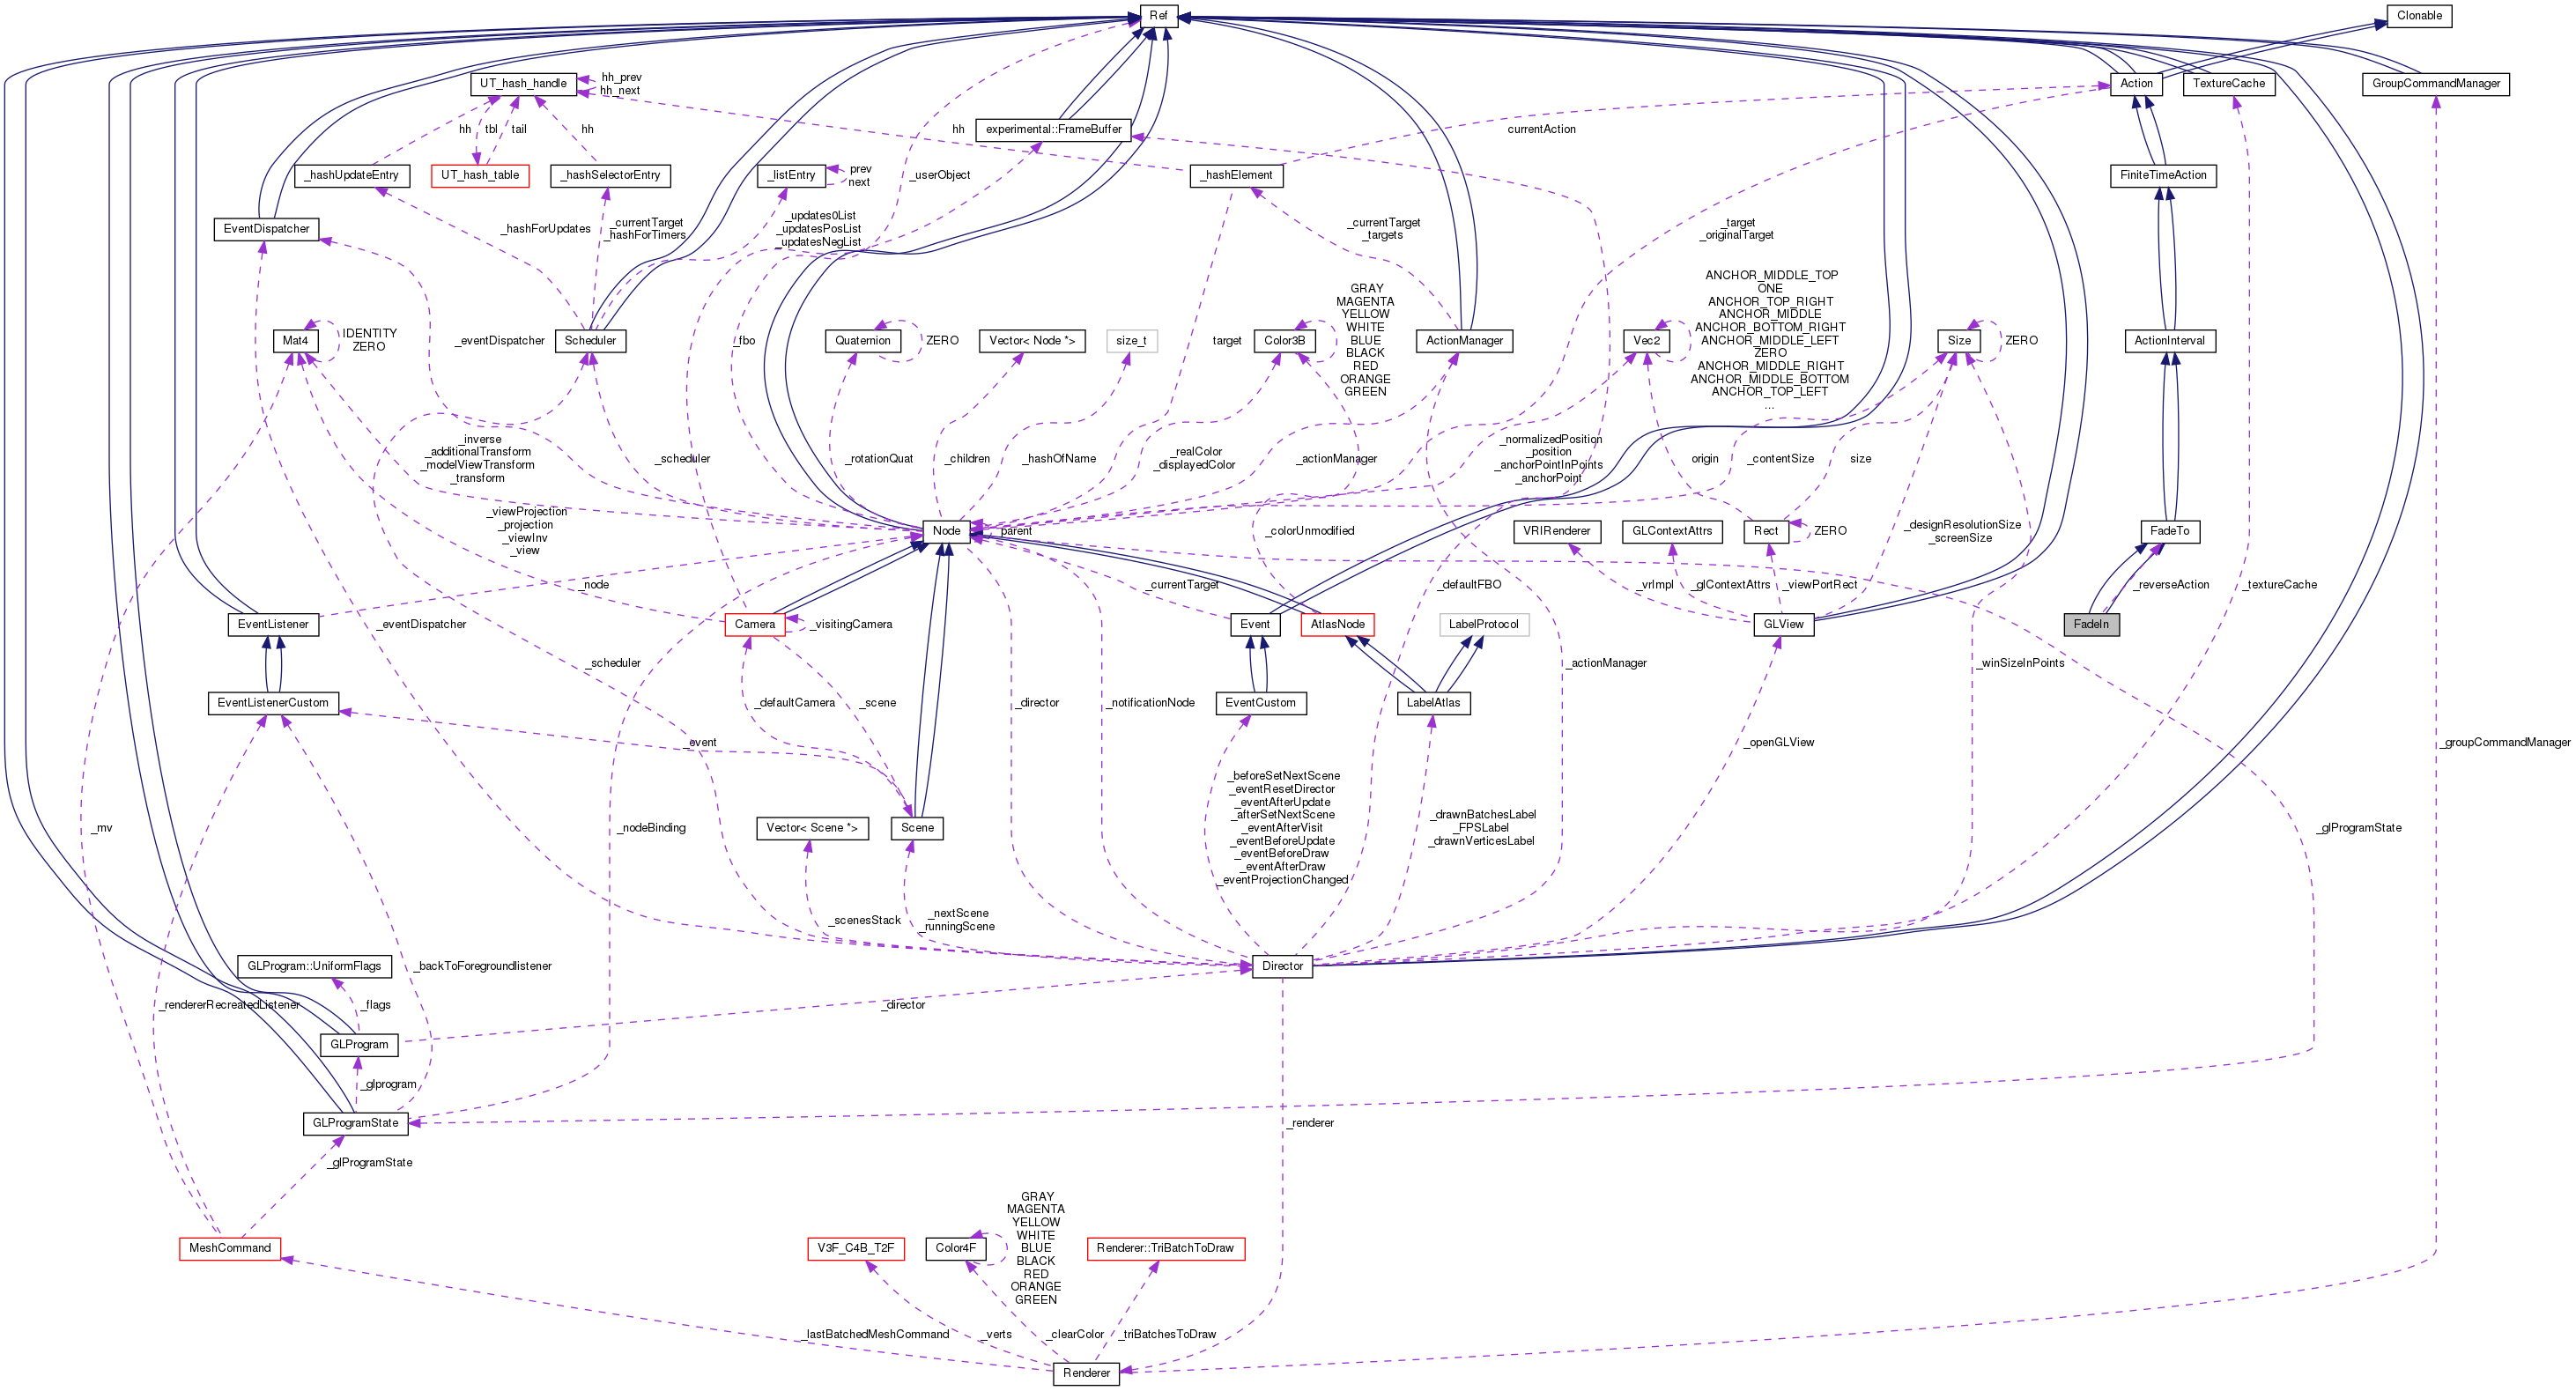 Ref
Clonable
UT_hash_handle
hh_prev
hh_next
Action
TextureCache
GroupCommandManager
hh
tbl
tail
hh
experimental::FrameBuffer
hh
currentAction
_hashUpdateEntry
UT_hash_table
_hashSelectorEntry
_listEntry
prev
next
_userObject
_hashElement
FiniteTimeAction
EventDispatcher
_hashForUpdates
_currentTarget
_hashForTimers
_updates0List
_updatesPosList
_updatesNegList
_currentTarget
_targets
_target
_originalTarget
Mat4
IDENTITY
ZERO
_eventDispatcher
Scheduler
_fbo
Quaternion
ZERO
Vector< Node *>
size_t
target
Color3B
GRAY
MAGENTA
YELLOW
WHITE
BLUE
BLACK
RED
ORANGE
GREEN
ActionManager
Vec2
ANCHOR_MIDDLE_TOP
ONE
ANCHOR_TOP_RIGHT
ANCHOR_MIDDLE
ANCHOR_BOTTOM_RIGHT
ANCHOR_MIDDLE_LEFT
ZERO
ANCHOR_MIDDLE_RIGHT
ANCHOR_MIDDLE_BOTTOM
ANCHOR_TOP_LEFT
...
Size
ZERO
ActionInterval
_inverse
_additionalTransform
_modelViewTransform
_transform
_scheduler
_rotationQuat
_children
_hashOfName
_realColor
_displayedColor
_actionManager
_normalizedPosition
_position
_anchorPointInPoints
_anchorPoint
origin
_contentSize
size
_viewProjection
_projection
_viewInv
_view
Node
_parent
_colorUnmodified
VRIRenderer
GLContextAttrs
Rect
ZERO
_designResolutionSize
_screenSize
FadeTo
_node
_currentTarget
_defaultFBO
_vrImpl
_glContextAttrs
_viewPortRect
_textureCache
_reverseAction
EventListener
_eventDispatcher
Camera
_visitingCamera
Event
AtlasNode
LabelProtocol
GLView
FadeIn
_scheduler
_actionManager
_winSizeInPoints
EventListenerCustom
_defaultCamera
_scene
_director
_notificationNode
EventCustom
LabelAtlas
_event
_openGLView
_groupCommandManager
_mv
_nodeBinding
Vector< Scene *>
Scene
_beforeSetNextScene
_eventResetDirector
_eventAfterUpdate
_afterSetNextScene
_eventAfterVisit
_eventBeforeUpdate
_eventBeforeDraw
_eventAfterDraw
_eventProjectionChanged
_drawnBatchesLabel
_FPSLabel
_drawnVerticesLabel
_glProgramState
_scenesStack
_nextScene
_runningScene
GLProgram::UniformFlags
_backToForegroundlistener
Director
_rendererRecreatedListener
_flags
_director
GLProgram
_glprogram
GLProgramState
_renderer
_glProgramState
MeshCommand
V3F_C4B_T2F
Color4F
GRAY
MAGENTA
YELLOW
WHITE
BLUE
BLACK
RED
ORANGE
GREEN
Renderer::TriBatchToDraw
_lastBatchedMeshCommand
_verts
_clearColor
_triBatchesToDraw
Renderer